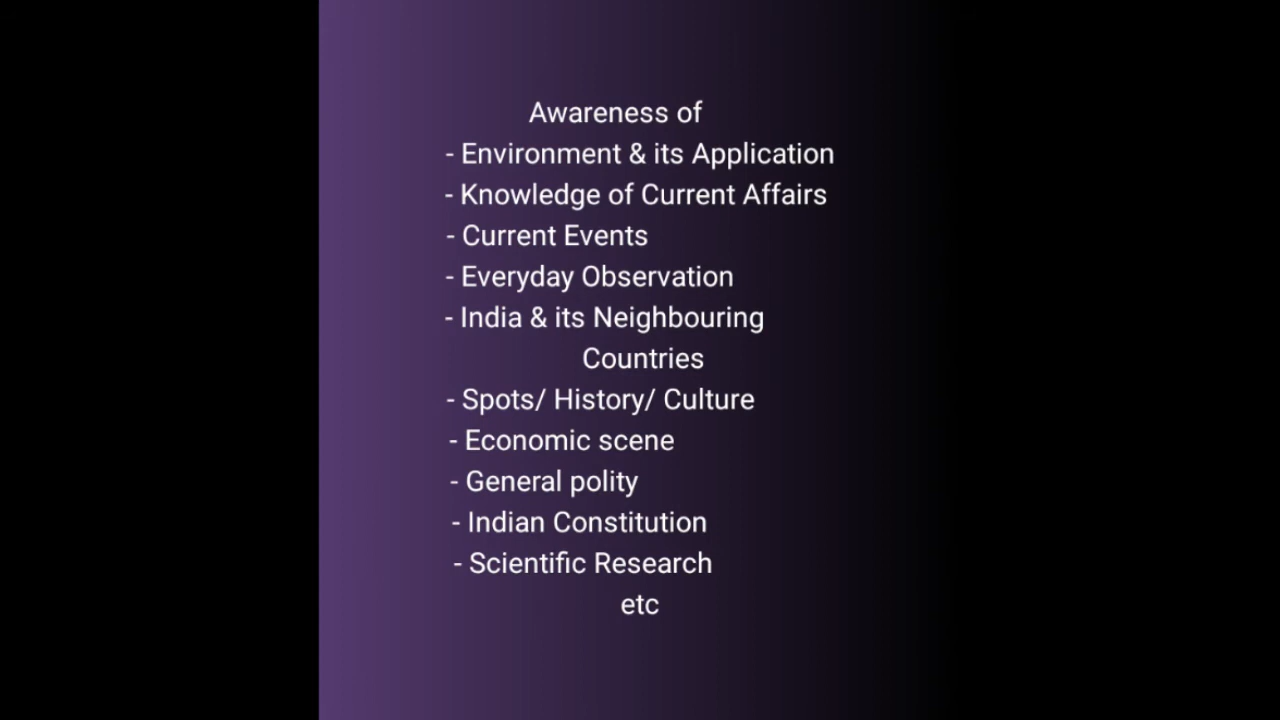 Awareness of
- Environment & its Application
- Knowledge of Current Affairs
- Current Events
- Everyday Observation
- India & its Neighbouring
Countries
- Spots/ History/ Culture
- Economic scene
- General polity
- Indian Constitution
- Scientific Research
etc